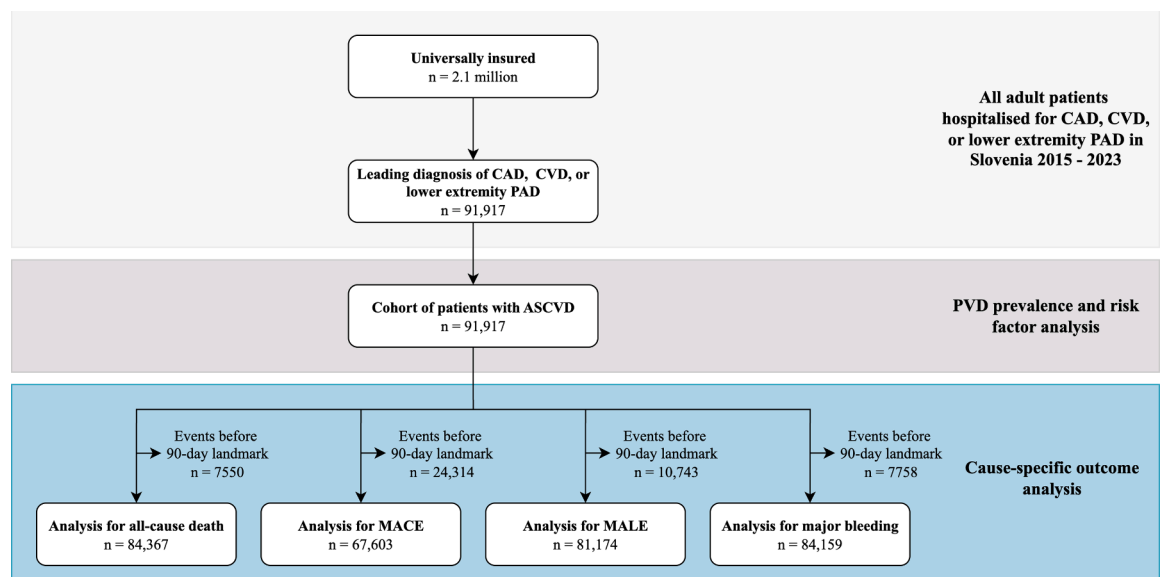 Universally insured
n = 2.1 million
All adult patients
hospitalised for CAD, CVD,
or lower extremity PAD in
Slovenia 2015 - 2023
Leading diagnosis of CAD, CVD, or
lower extremity PAD
n = 91,917
Cohort of patients with ASCVD
n = 91,917
PVD prevalence and risk
factor analysis
Events before
90-day landmark
n = 7550
Events before
90-day landmark
n = 24,314
Events before
90-day landmark
n = 10,743
Events before
90-day landmark
n = 7758
Cause-specific outcome
analysis
Analysis for all-cause death
n = 84,367
Analysis for MACE
n = 67,603
Analysis for MALE
n = 81,174
Analysis for major bleeding
n = 84,159